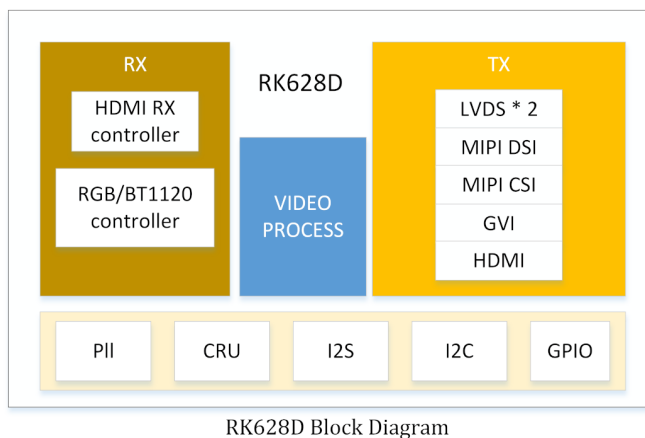 RX
HDMI RX
controller
RGB/BT1120
controller
RK628D
VIDEO
PROCESS
TX
LVDS * 2
MIPI DSI
MIPI CSI
GVI
HDMI
Pll
CRU
I2S
I2C
GPIO
RK628D Block Diagram